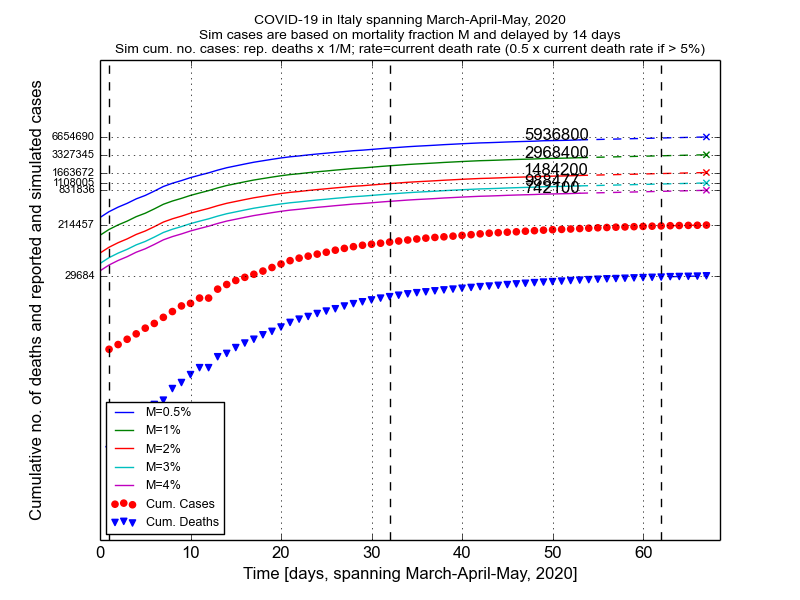 COVID-19 in Italy spanning March-April-May, 2020
Sim cases are based on mortality fraction M and delayed by 14 days
Sim cum. no. cases: rep. deaths x 1/M; rate=current death rate (0.5 x current death rate if > 5%)
Cumulative no. of deaths and reported and simulated cases
6654690
3327345
1663672
1108005
831836
214457
29684
5936800
2968400
1484200
988477
742100
M=0.5%
M=1%
M=2%
M=3%
M=4%
Cum. Cases
Cum. Deaths
0 10 20 30 40 50 60
Time [days, spanning March-April-May, 2020]